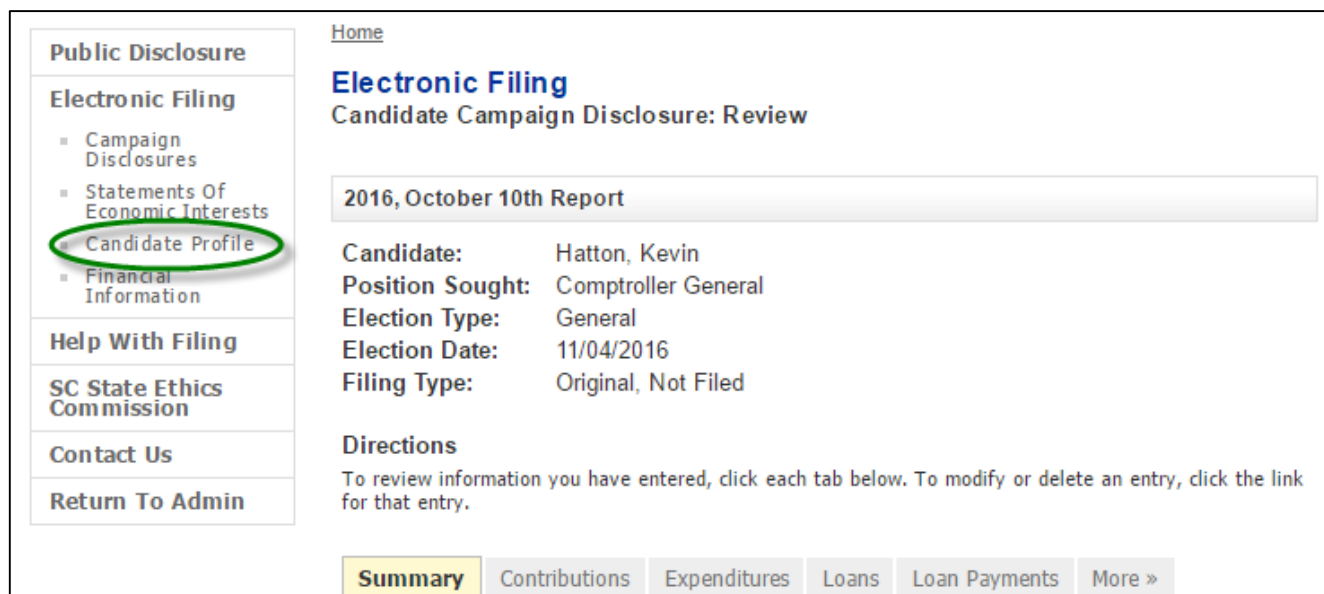 Public Disclosure
Electronic Filing
Campaign
Disclosures
Statements Of
Economic Interests
Candidate Profile
Financial
Information
Help With Filing
SC State Ethics
Commission
Contact Us
Return To Admin
Home
Electronic Filing
Candidate Campaign Disclosure: Review
2016, October 10th Report
Candidate: Hatton, Kevin
Position Sought: Comptroller General
Election Type: General
Election Date: 11/04/2016
Filing Type: Original, Not Filed
Directions
To review information you have entered, click each tab below. To modify or delete an entry, click the link
for that entry.
Summary Contributions Expenditures Loans Loan Payments More »